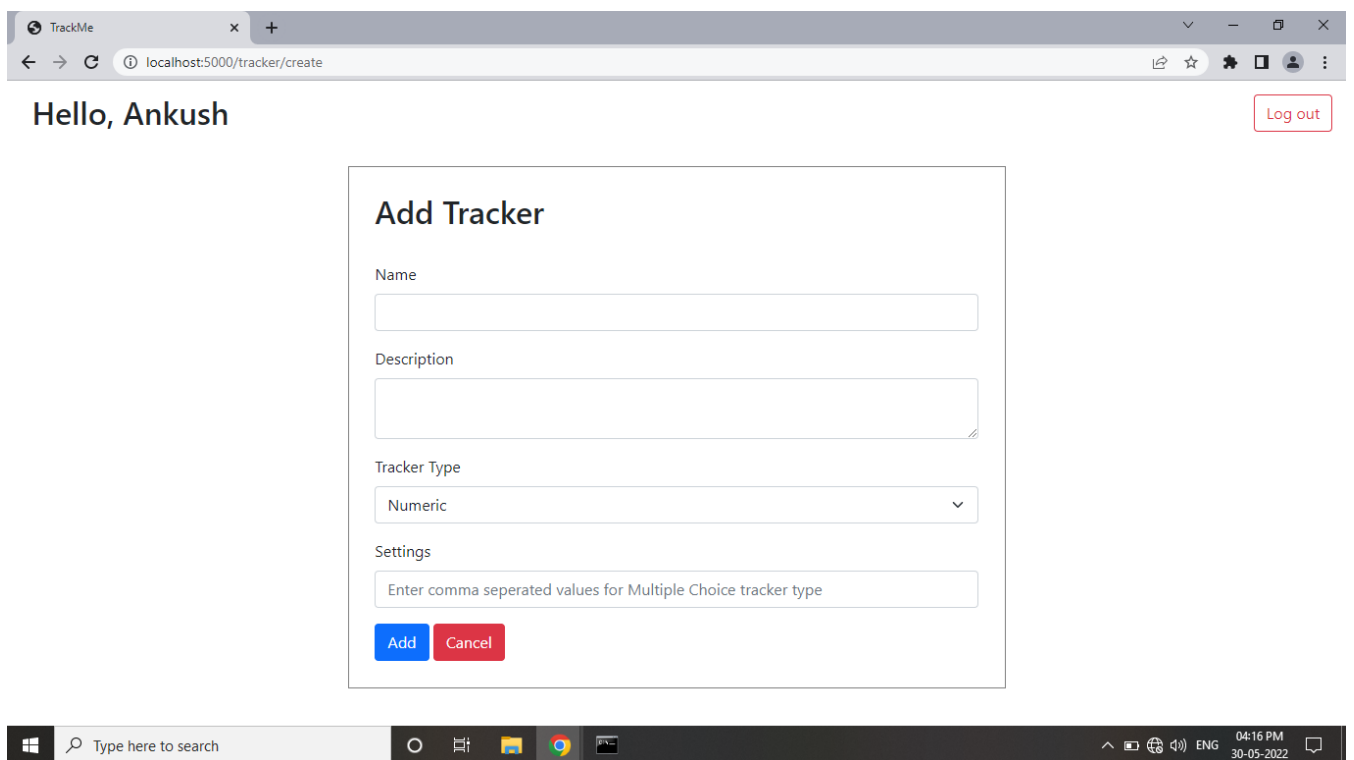 TrackMe
localhost:5000/tracker/create
Hello, Ankush
Log out
Add Tracker
Name
Description
Tracker Type
Numeric
Settings
Enter comma seperated values for Multiple Choice tracker type
Add Cancel
Type here to search
ENG
04:16 PM
30-05-2022